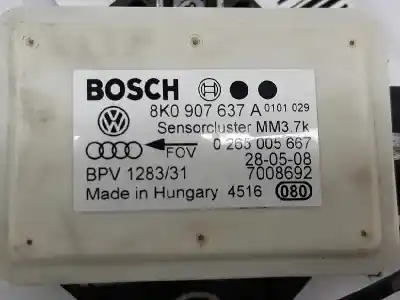 BOSCH
8K0 907 637 A 0101 029
Sensorcluster MM3.7k
FOV 0 265 005 667
28-05-08
BPV 1283/31 7008692
Made in Hungary 4516 080